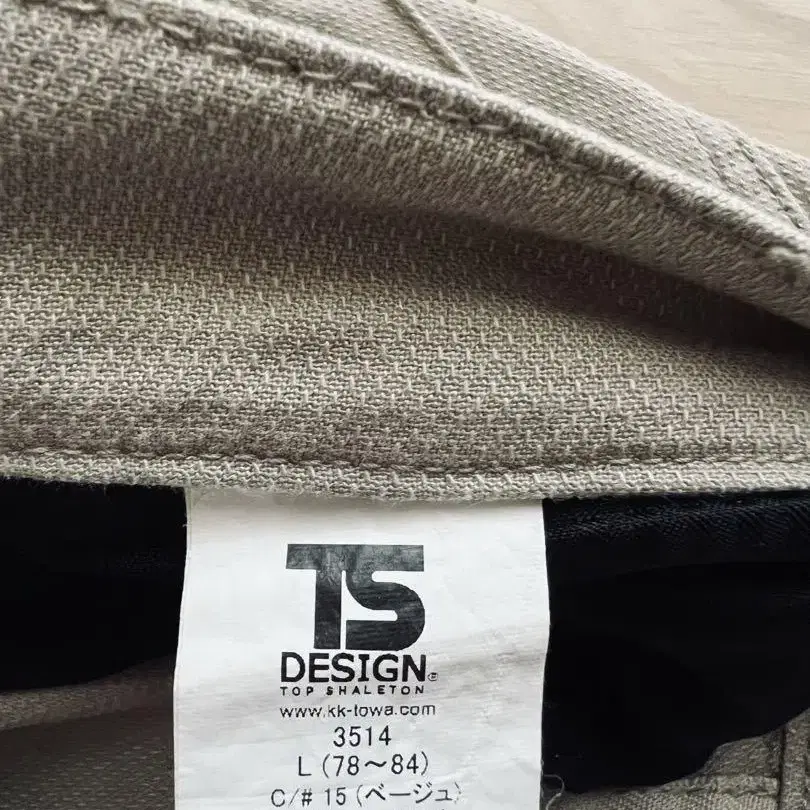 TS
DESIGN®
TOP SHALETON
www.kk-towa.com
3514
L (78～84)
C/# 15 (ベージュ)